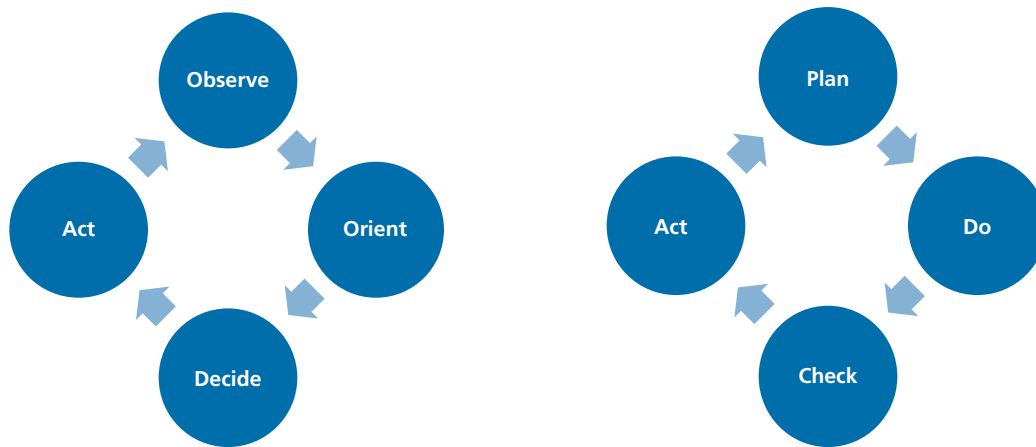 Observe
Orient
Decide
Act
Plan
Do
Check
Act